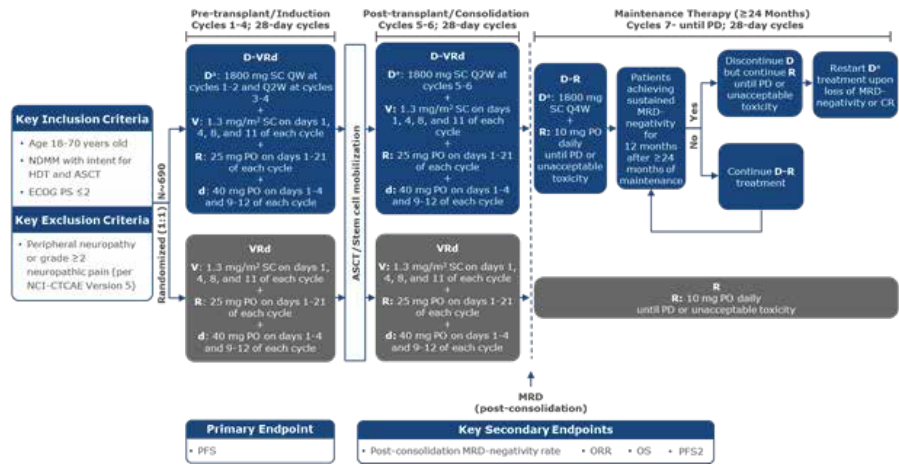 Pre-transplant/Induction
Cycles 1-4; 28-day cycles
Post-transplant/Consolidation
Cycles 5-6; 28-day cycles
Maintenance Therapy (≥24 Months)
Cycles 7- until PD; 28-day cycles
Key Inclusion Criteria
• Age 18-70 years old
• NDMM with intent for
HDT and ASCT
• ECOG PS ≤2
Key Exclusion Criteria
• Peripheral neuropathy
or grade ≥2
neuropathic pain (per
NCI-CTCAE Version 5)
Randomized (1:1) N~690
D-VRd
Dᵃ: 1800 mg SC QW at
cycles 1-2 and Q2W at cycles
3-4
+
V: 1.3 mg/m² SC on days 1,
4, 8, and 11 of each cycle
+
R: 25 mg PO on days 1-21
of each cycle
+
d: 40 mg PO on days 1-4
and 9-12 of each cycle
VRd
V: 1.3 mg/m² SC on days 1,
4, 8, and 11 of each cycle
+
R: 25 mg PO on days 1-21
of each cycle
+
d: 40 mg PO on days 1-4
and 9-12 of each cycle
ASCT/Stem cell mobilization
D-VRd
Dᵃ: 1800 mg SC Q2W at
cycles 5-6
+
V: 1.3 mg/m² SC on days
1, 4, 8, and 11 of each
cycle
+
R: 25 mg PO on days 1-21
of each cycle
+
d: 40 mg PO on days 1-4
and 9-12 of each cycle
VRd
V: 1.3 mg/m² SC on days 1,
4, 8, and 11 of each cycle
+
R: 25 mg PO on days 1-21
of each cycle
+
d: 40 mg PO on days 1-4
and 9-12 of each cycle
D-R
Dᵃ: 1800 mg
SC Q4W
+
R: 10 mg PO
daily
until PD or
unacceptable
toxicity
Patients
achieving
sustained
MRD-
negativity
for
12 months
after ≥24
months of
maintenance
Yes
No
Discontinue D
but continue R
until PD or
unacceptable
toxicity
Restart Dᵃ
treatment upon
loss of MRD-
negativity or CR
Continue D-R
treatment
R
R: 10 mg PO daily
until PD or unacceptable toxicity
MRD
(post-consolidation)
Primary Endpoint
• PFS
Key Secondary Endpoints
• Post-consolidation MRD-negativity rate • ORR • OS • PFS2